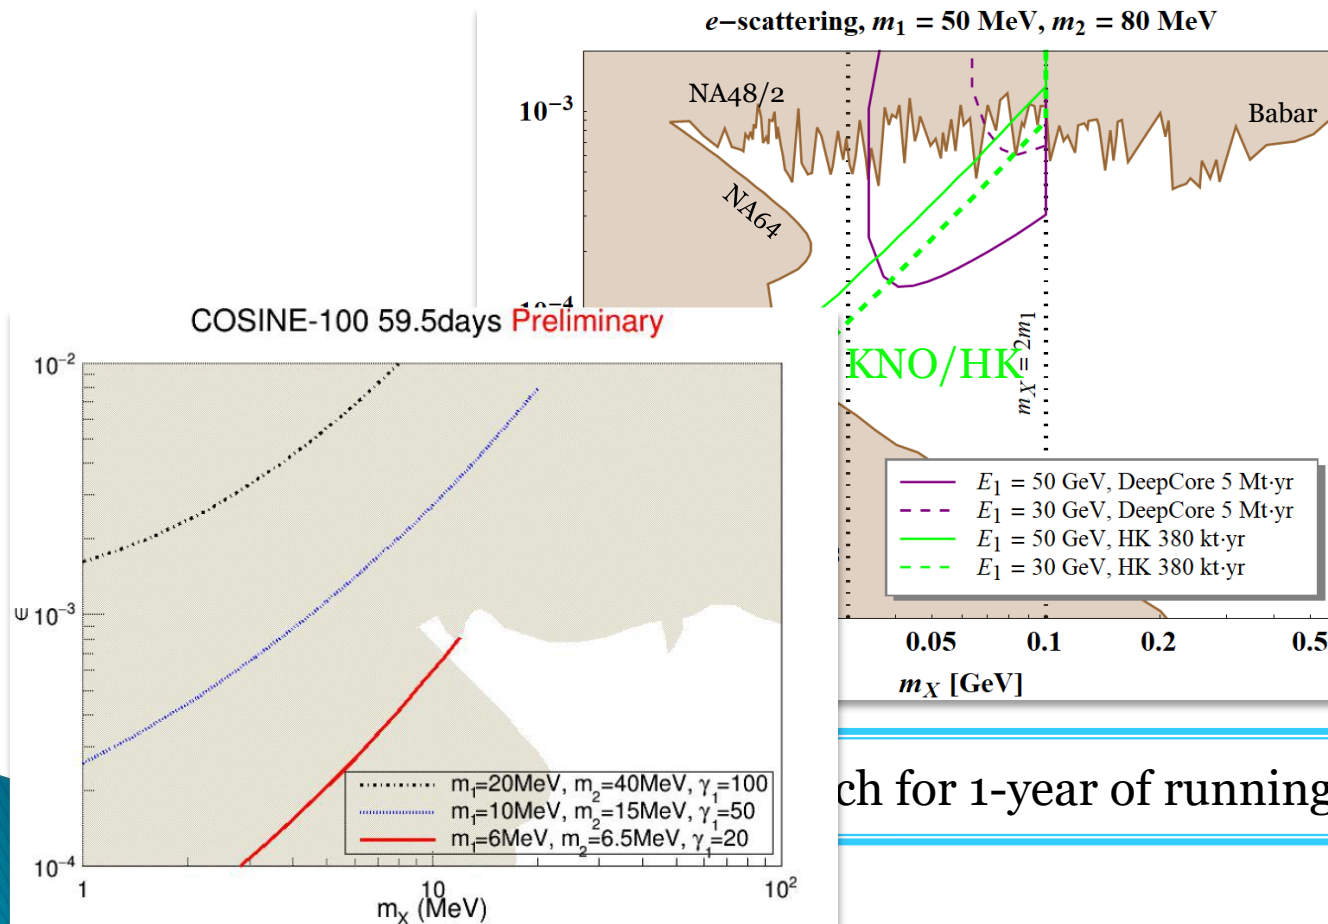 e−scattering, m₁ = 50 MeV, m₂ = 80 MeV
10⁻³
NA48/2
Babar
NA64
KNO/HK
m_X = 2m₁
E₁ = 50 GeV, DeepCore 5 Mt·yr
E₁ = 30 GeV, DeepCore 5 Mt·yr
E₁ = 50 GeV, HK 380 kt·yr
E₁ = 30 GeV, HK 380 kt·yr
0.05 0.1 0.2 0.5
m_X [GeV]
COSINE-100 59.5days Preliminary
10⁻²
ϵ 10⁻³
10⁻⁴
m₁=20MeV, m₂=40MeV, γ₁=100
m₁=10MeV, m₂=15MeV, γ₁=50
m₁=6MeV, m₂=6.5MeV, γ₁=20
1 10 10²
m_X (MeV)
ch for 1-year of running